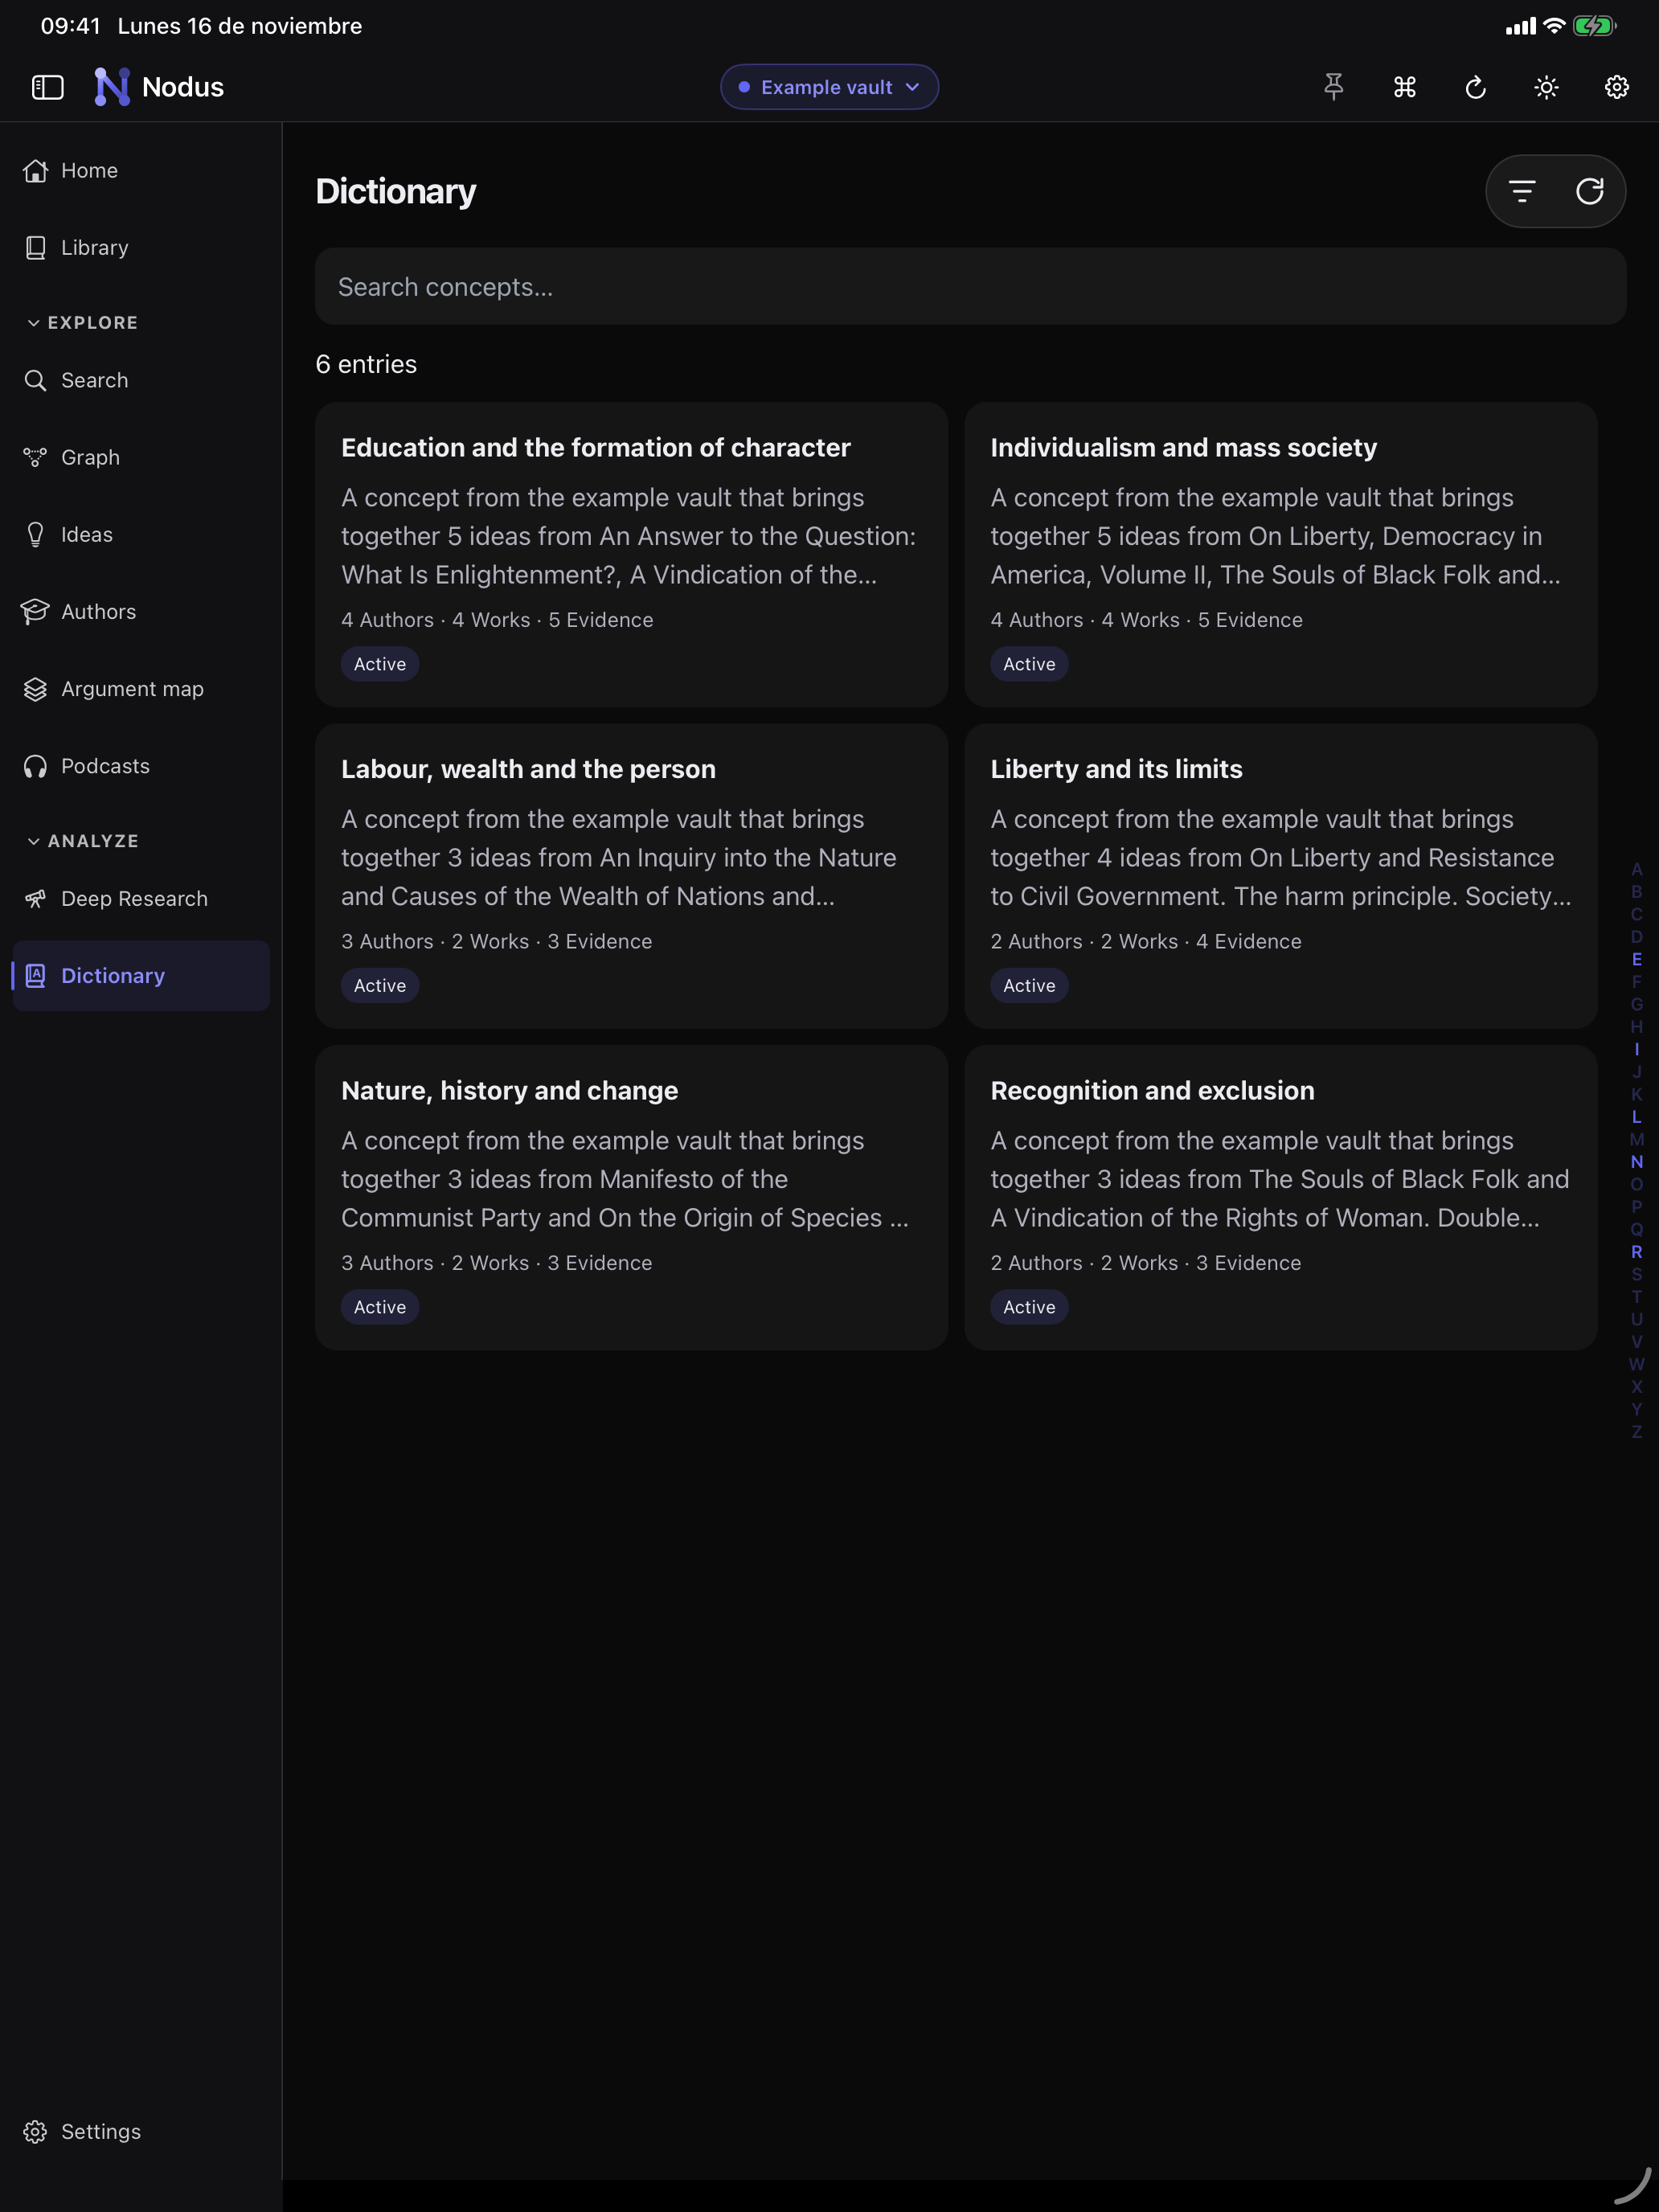 09:41 Lunes 16 de noviembre
Nodus
Example vault
Home
Library
EXPLORE
Search
Graph
Ideas
Authors
Argument map
Podcasts
ANALYZE
Deep Research
Dictionary
Settings
Dictionary
Search concepts...
6 entries
Education and the formation of character
A concept from the example vault that brings
together 5 ideas from An Answer to the Question:
What Is Enlightenment?, A Vindication of the...
4 Authors · 4 Works · 5 Evidence
Active
Individualism and mass society
A concept from the example vault that brings
together 5 ideas from On Liberty, Democracy in
America, Volume II, The Souls of Black Folk and...
4 Authors · 4 Works · 5 Evidence
Active
Labour, wealth and the person
A concept from the example vault that brings
together 3 ideas from An Inquiry into the Nature
and Causes of the Wealth of Nations and...
3 Authors · 2 Works · 3 Evidence
Active
Liberty and its limits
A concept from the example vault that brings
together 4 ideas from On Liberty and Resistance
to Civil Government. The harm principle. Society...
2 Authors · 2 Works · 4 Evidence
Active
Nature, history and change
A concept from the example vault that brings
together 3 ideas from Manifesto of the
Communist Party and On the Origin of Species ...
3 Authors · 2 Works · 3 Evidence
Active
Recognition and exclusion
A concept from the example vault that brings
together 3 ideas from The Souls of Black Folk and
A Vindication of the Rights of Woman. Double...
2 Authors · 2 Works · 3 Evidence
Active
A
B
C
D
E
F
G
H
I
J
K
L
M
N
O
P
Q
R
S
T
U
V
W
X
Y
Z